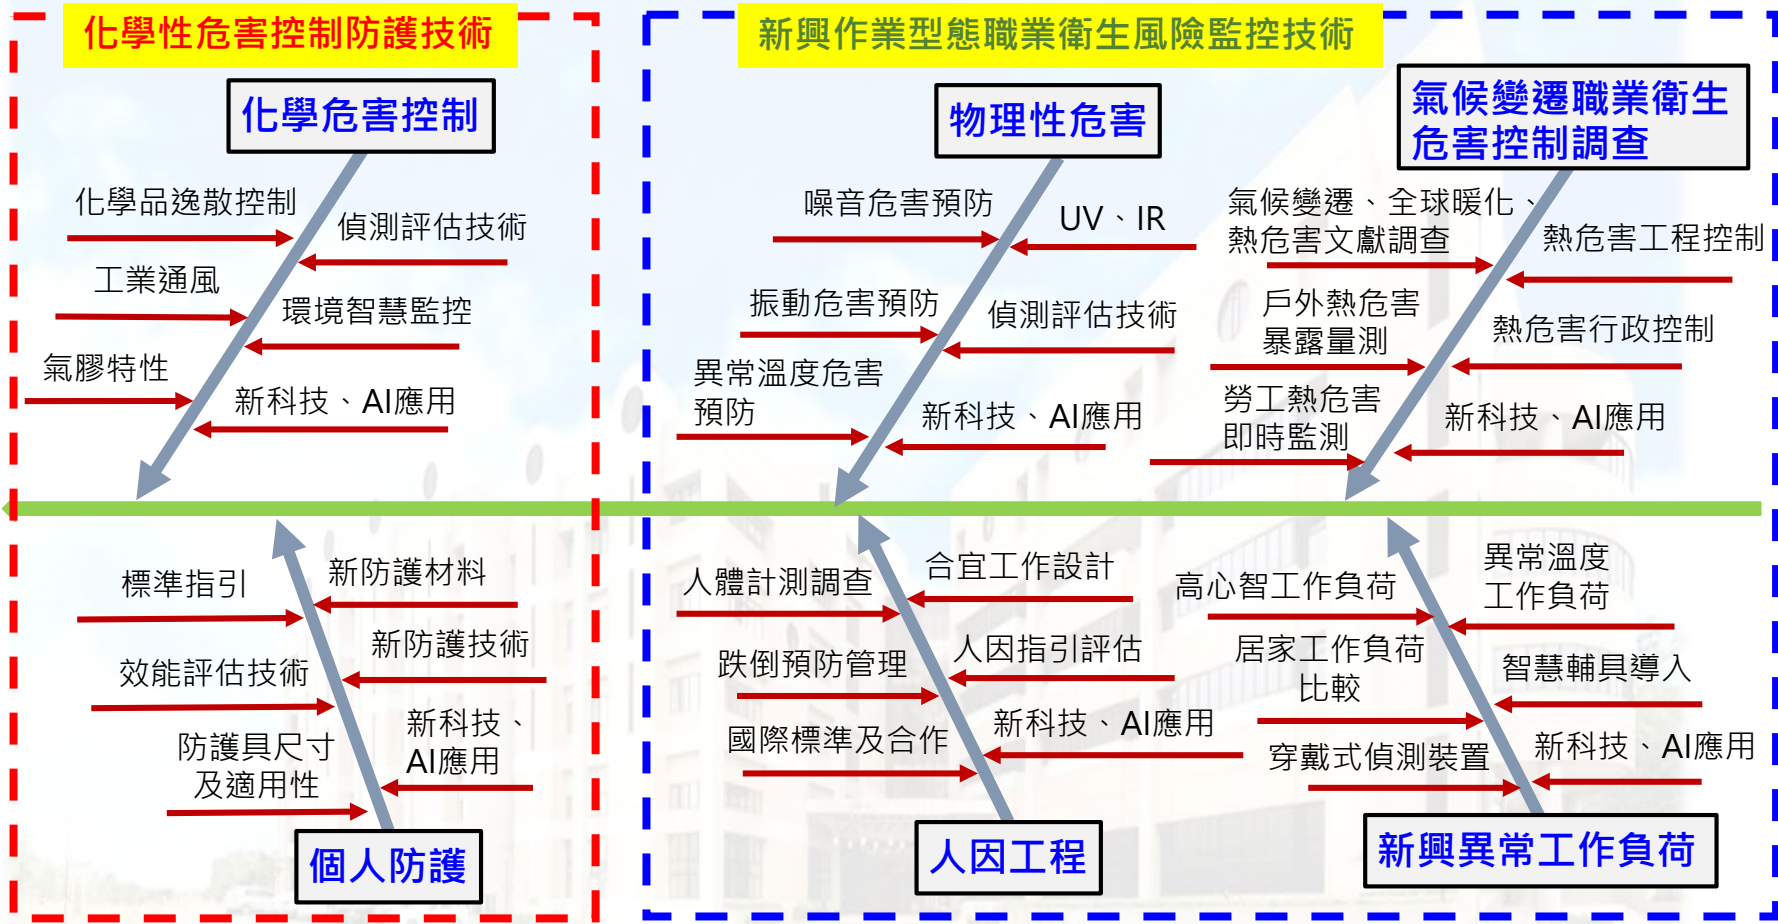 化學性危害控制防護技術
新興作業型態職業衛生風險監控技術
化學危害控制
化學品逸散控制
偵測評估技術
工業通風
環境智慧監控
氣膠特性
新科技、AI應用
物理性危害
噪音危害預防
UV、IR
振動危害預防
偵測評估技術
異常溫度危害
預防
新科技、AI應用
氣候變遷職業衛生
危害控制調查
氣候變遷、全球暖化、
熱危害文獻調查
熱危害工程控制
戶外熱危害
暴露量測
熱危害行政控制
勞工熱危害
即時監測
新科技、AI應用
標準指引
新防護材料
效能評估技術
新防護技術
防護具尺寸
及適用性
新科技、
AI應用
個人防護
人體計測調查
合宜工作設計
跌倒預防管理
人因指引評估
國際標準及合作
新科技、AI應用
人因工程
高心智工作負荷
異常溫度
工作負荷
居家工作負荷
比較
智慧輔具導入
穿戴式偵測裝置
新科技、AI應用
新興異常工作負荷